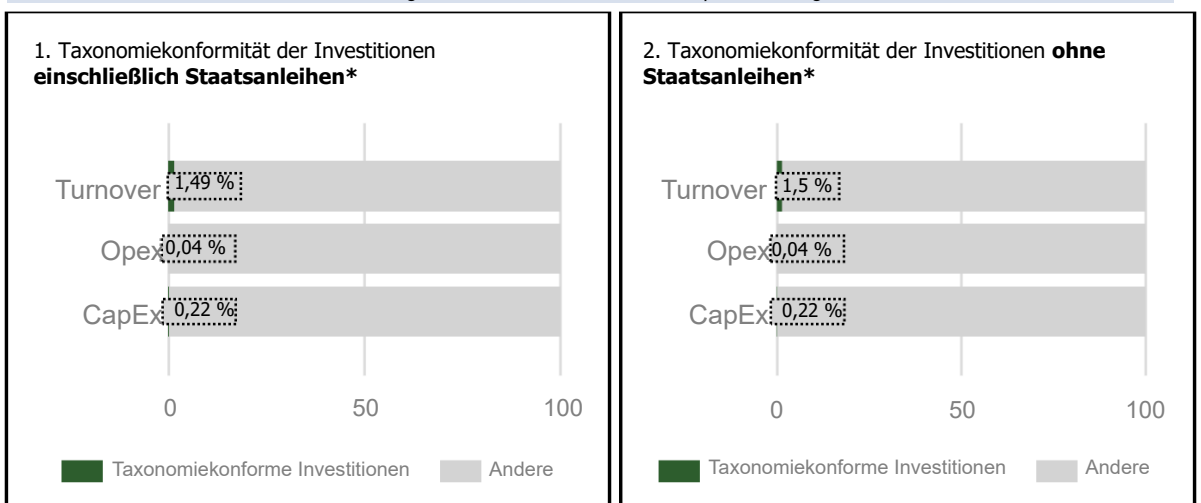 1. Taxonomiekonformität der Investitionen
einschließlich Staatsanleihen*
Turnover 1,49 %
Opex 0,04 %
CapEx 0,22 %
0 50 100
Taxonomiekonforme Investitionen Andere
2. Taxonomiekonformität der Investitionen ohne
Staatsanleihen*
Turnover 1,5 %
Opex 0,04 %
CapEx 0,22 %
0 50 100
Taxonomiekonforme Investitionen Andere